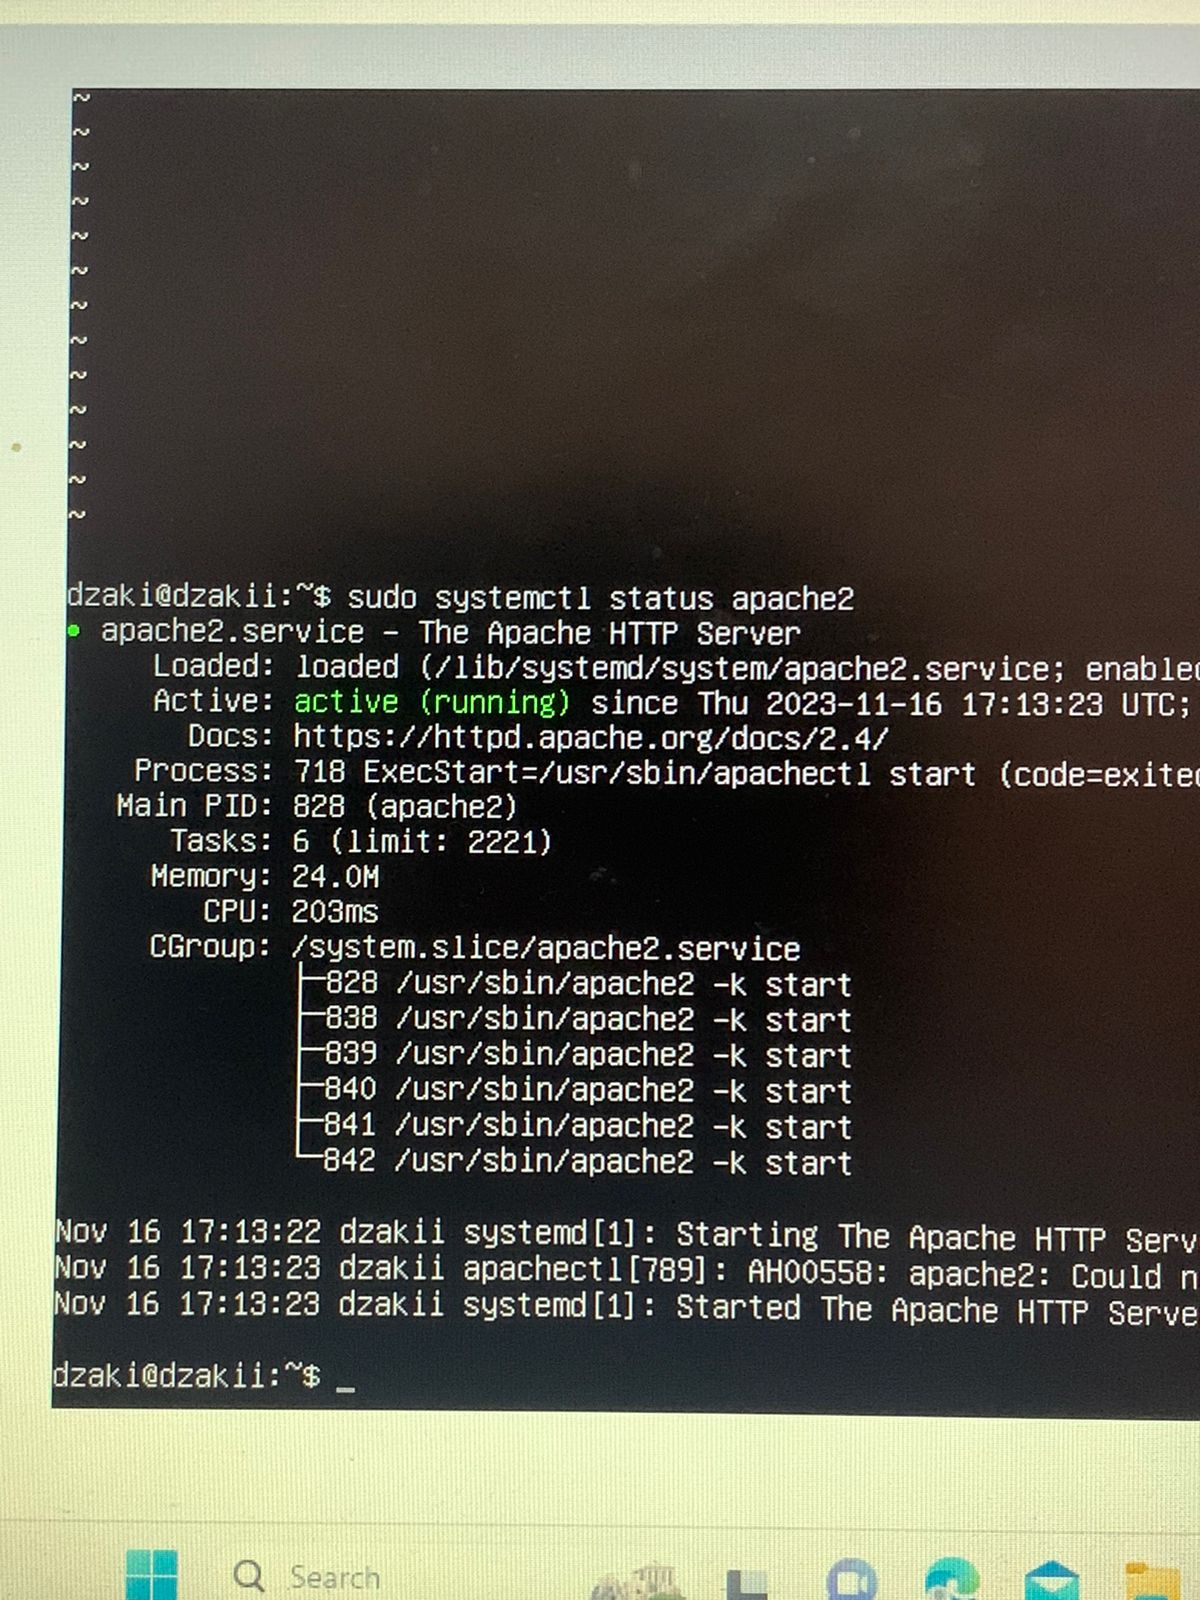 ~
~
~
~
~
~
~
~
~
~
~
~
~
dzaki@dzakii:~$ sudo systemctl status apache2
● apache2.service - The Apache HTTP Server
Loaded: loaded (/lib/systemd/system/apache2.service; enabled
Active: active (running) since Thu 2023-11-16 17:13:23 UTC;
Docs: https://httpd.apache.org/docs/2.4/
Process: 718 ExecStart=/usr/sbin/apachectl start (code=exited
Main PID: 828 (apache2)
Tasks: 6 (limit: 2221)
Memory: 24.0M
CPU: 203ms
CGroup: /system.slice/apache2.service
├─828 /usr/sbin/apache2 -k start
├─838 /usr/sbin/apache2 -k start
├─839 /usr/sbin/apache2 -k start
├─840 /usr/sbin/apache2 -k start
├─841 /usr/sbin/apache2 -k start
└─842 /usr/sbin/apache2 -k start
Nov 16 17:13:22 dzakii systemd[1]: Starting The Apache HTTP Serv
Nov 16 17:13:23 dzakii apachectl[789]: AH00558: apache2: Could n
Nov 16 17:13:23 dzakii systemd[1]: Started The Apache HTTP Serve
dzaki@dzakii:~$ _
Search